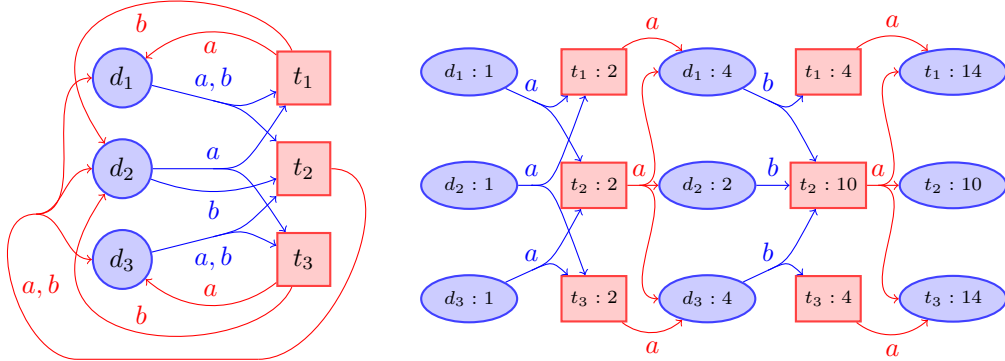 b
a
d₁
a, b
t₁
d₂
a
t₂
b
d₃
a, b
t₃
a, b
a
b
a
a
d₁ : 1
t₁ : 2
d₁ : 4
t₁ : 4
t₁ : 14
a
b
a
a
b
a
d₂ : 1
t₂ : 2
d₂ : 2
t₂ : 10
t₂ : 10
a
b
d₃ : 1
t₃ : 2
d₃ : 4
t₃ : 4
t₃ : 14
a
a